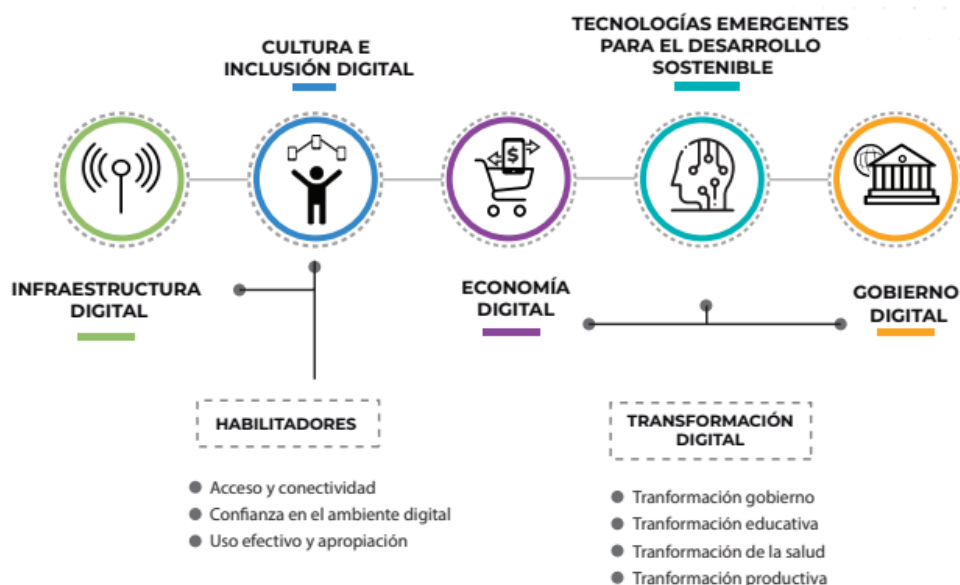 CULTURA E
INCLUSIÓN DIGITAL
TECNOLOGÍAS EMERGENTES
PARA EL DESARROLLO
SOSTENIBLE
$
INFRAESTRUCTURA
DIGITAL
ECONOMÍA
DIGITAL
GOBIERNO
DIGITAL
HABILITADORES
Acceso y conectividad
Confianza en el ambiente digital
Uso efectivo y apropiación
TRANSFORMACIÓN
DIGITAL
Tranformación gobierno
Tranformación educativa
Tranformación de la salud
Tranformación productiva